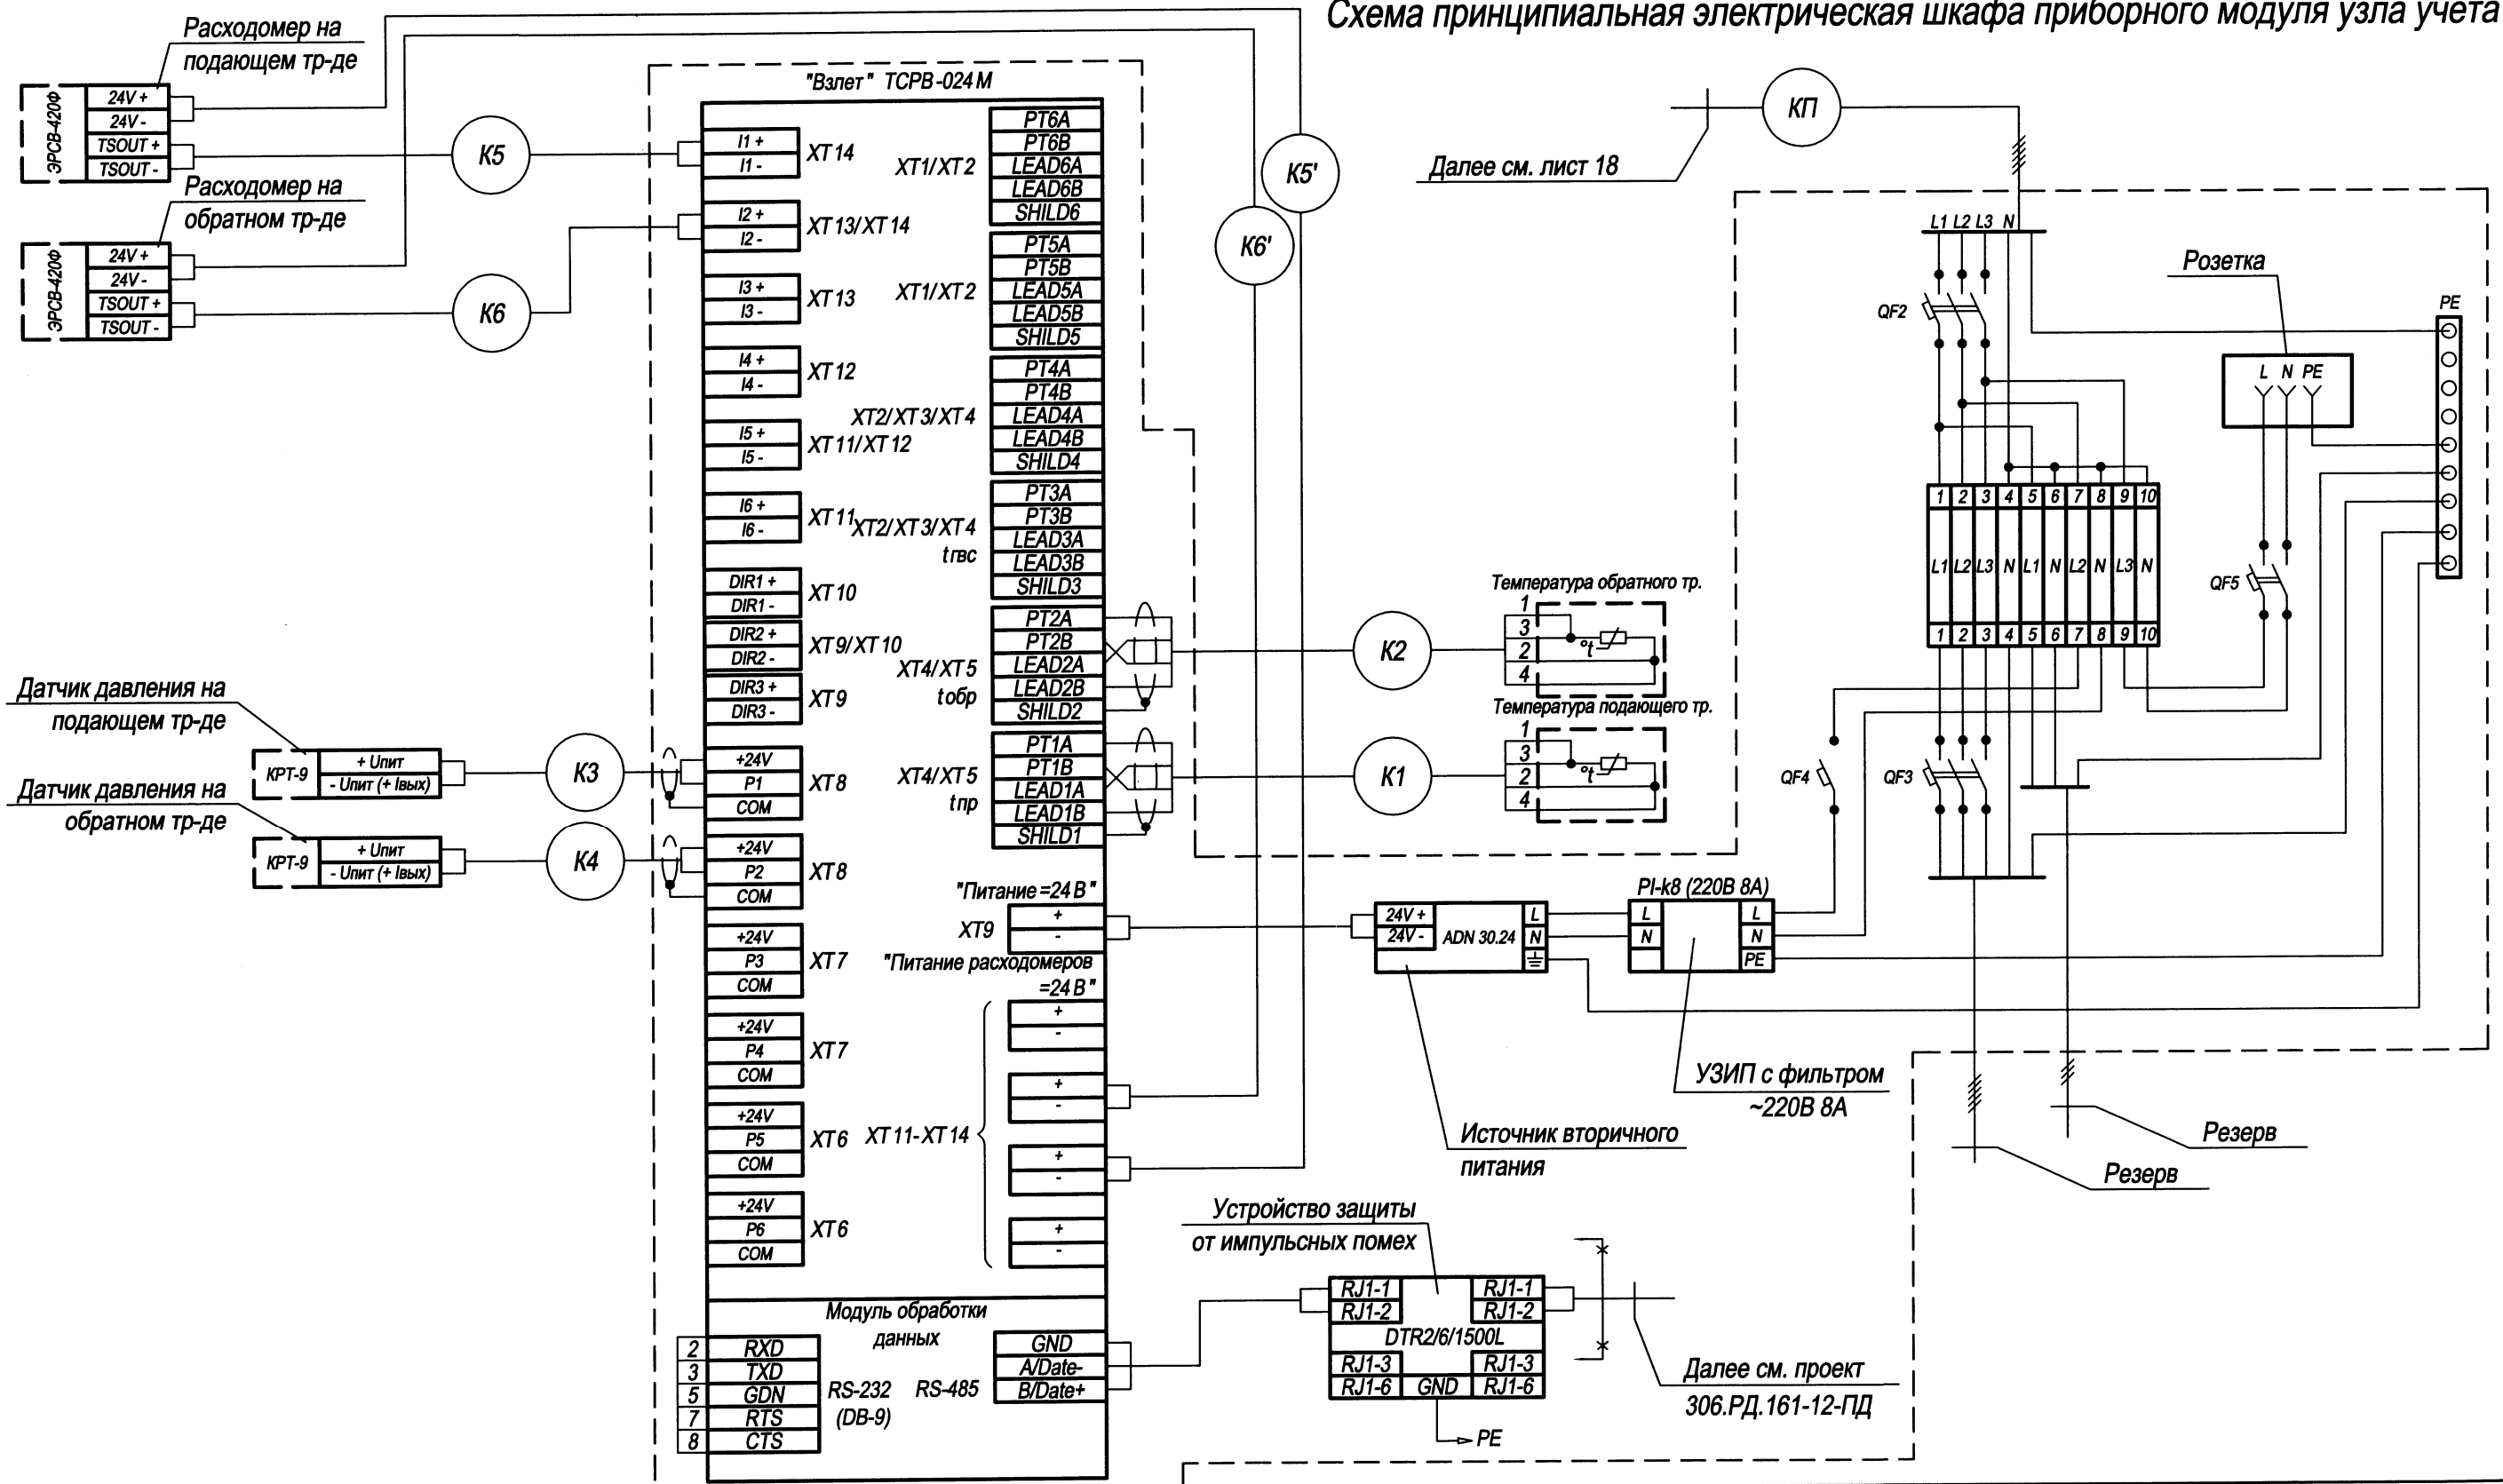 Схема принципиальная электрическая шкафа приборного модуля узла учета
Расходомер на
подающем тр-де
ЭРСВ-420Ф
24V +
24V -
TSOUT +
TSOUT -
К5
Расходомер на
обратном тр-де
ЭРСВ-420Ф
24V +
24V -
TSOUT +
TSOUT -
К6
Датчик давления на
подающем тр-де
КРТ-9
+ Uпит
- Uпит (+ Iвых)
К3
Датчик давления на
обратном тр-де
КРТ-9
+ Uпит
- Uпит (+ Iвых)
К4
"Взлет" ТСРВ-024М
I1 +
I1 -
XT14
I2 +
I2 -
XT13/XT14
I3 +
I3 -
XT13
I4 +
I4 -
XT12
I5 +
I5 -
XT11/XT12
I6 +
I6 -
XT11
DIR1 +
DIR1 -
XT10
DIR2 +
DIR2 -
XT9/XT10
DIR3 +
DIR3 -
XT9
+24V
P1
COM
XT8
+24V
P2
COM
XT8
+24V
P3
COM
XT7
+24V
P4
COM
XT7
+24V
P5
COM
XT6
+24V
P6
COM
XT6
XT1/XT2
PT6A
PT6B
LEAD6A
LEAD6B
SHILD6
XT1/XT2
PT5A
PT5B
LEAD5A
LEAD5B
SHILD5
XT2/XT3/XT4
PT4A
PT4B
LEAD4A
LEAD4B
SHILD4
XT2/XT3/XT4
tгвс
PT3A
PT3B
LEAD3A
LEAD3B
SHILD3
XT4/XT5
tобр
PT2A
PT2B
LEAD2A
LEAD2B
SHILD2
XT4/XT5
tпр
PT1A
PT1B
LEAD1A
LEAD1B
SHILD1
"Питание =24 В"
XT9
+
-
"Питание расходомеров
=24 В"
XT11-XT14
+
-
+
-
+
-
+
-
Модуль обработки
данных
2 RXD
3 TXD
5 GDN
7 RTS
8 CTS
RS-232
(DB-9)
RS-485
GND
A/Date-
B/Date+
К5'
К6'
К2
Температура обратного тр.
1
3
2
4
°t
К1
Температура подающего тр.
1
3
2
4
°t
24V +
24V -
ADN 30.24
L
N
Источник вторичного
питания
PI-k8 (220В 8А)
L
N
L
N
PE
УЗИП с фильтром
~220В 8А
Устройство защиты
от импульсных помех
RJ1-1
RJ1-2
RJ1-1
RJ1-2
DTR2/6/1500L
RJ1-3
RJ1-6
GND
RJ1-3
RJ1-6
PE
Далее см. проект
306.РД.161-12-ПД
КП
Далее см. лист 18
L1 L2 L3 N
QF2
Розетка
L N PE
PE
QF5
1 2 3 4 5 6 7 8 9 10
L1 L2 L3 N L1 N L2 N L3 N
1 2 3 4 5 6 7 8 9 10
QF4
QF3
Резерв
Резерв